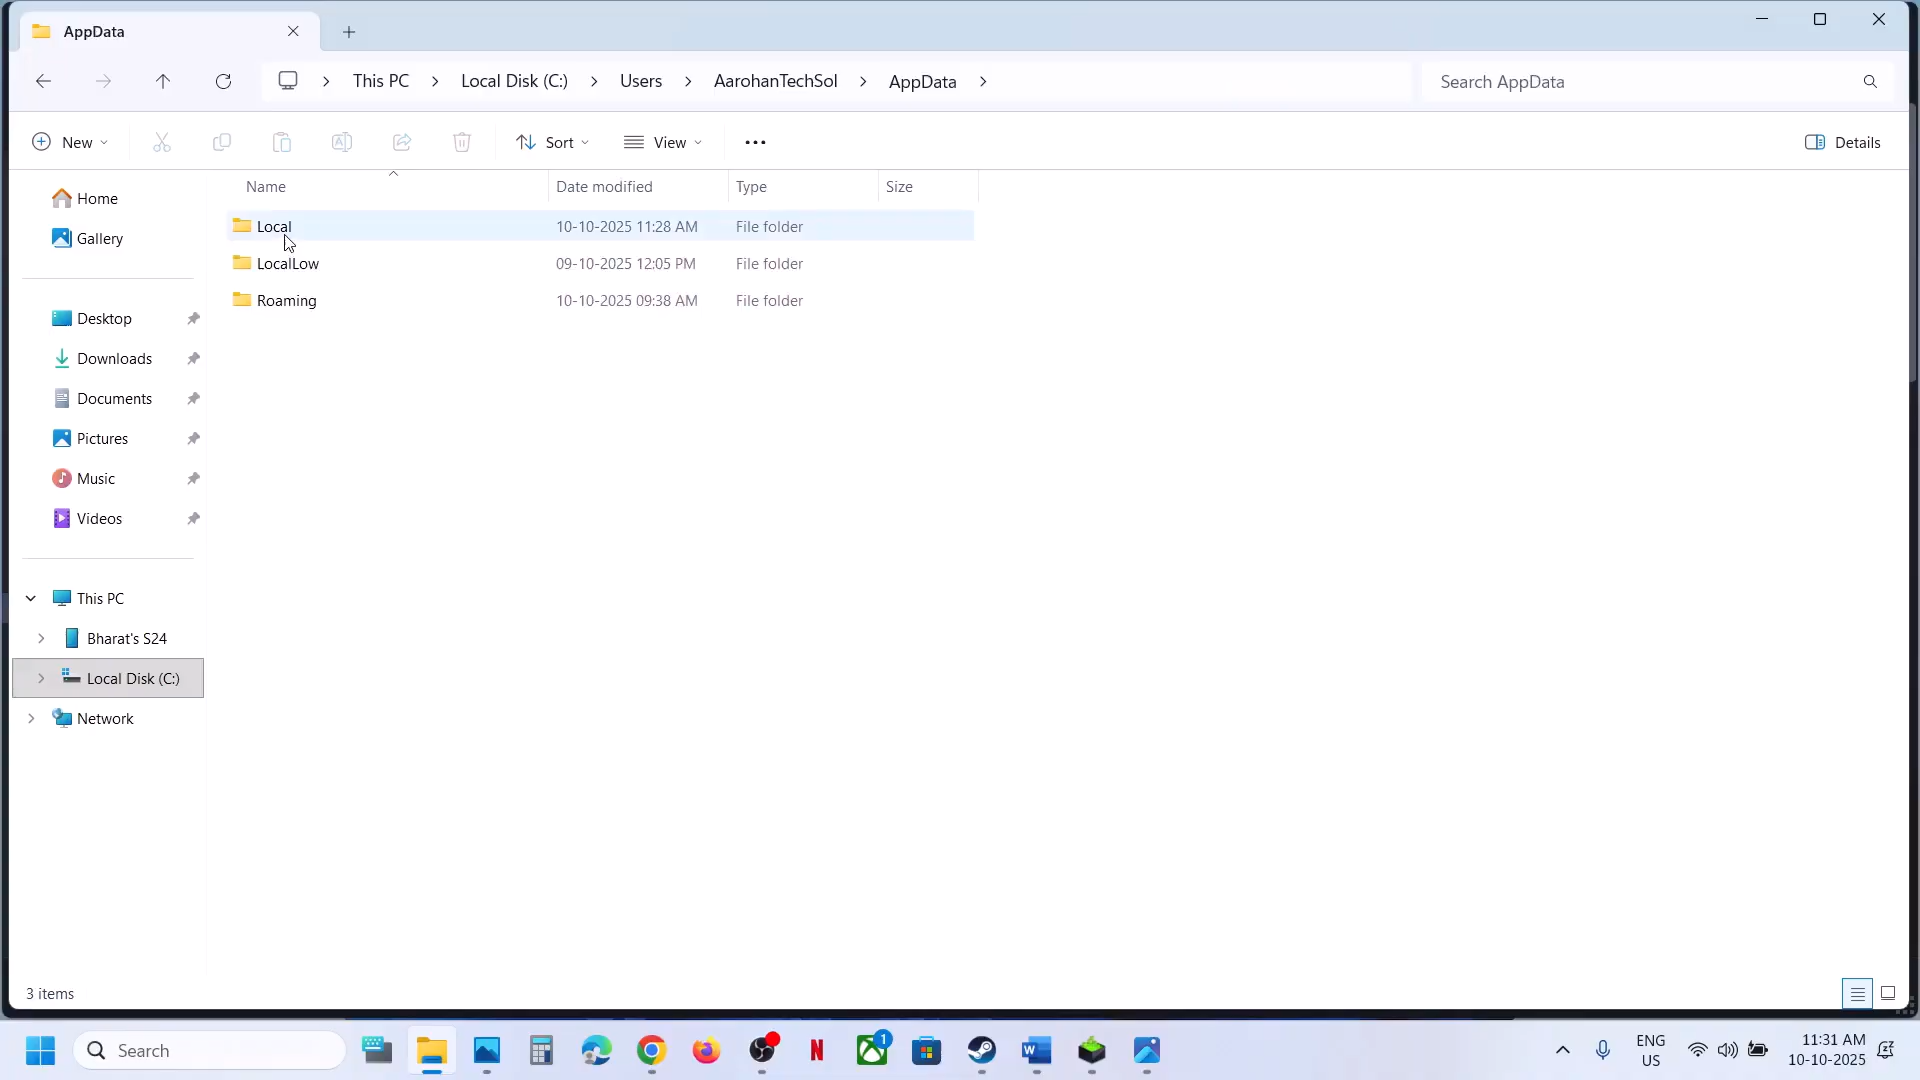 AppData
This PC
Local Disk (C:)
Users
AarohanTechSol
AppData
Search AppData
New
Sort
View
Details
Name
Date modified
Type
Size
Local 10-10-2025 11:28 AM File folder
LocalLow 09-10-2025 12:05 PM File folder
Roaming 10-10-2025 09:38 AM File folder
Home
Gallery
Desktop
Downloads
Documents
Pictures
Music
Videos
This PC
Bharat's S24
Local Disk (C:)
Network
3 items
Search
1
ENG
US
11:31 AM
10-10-2025